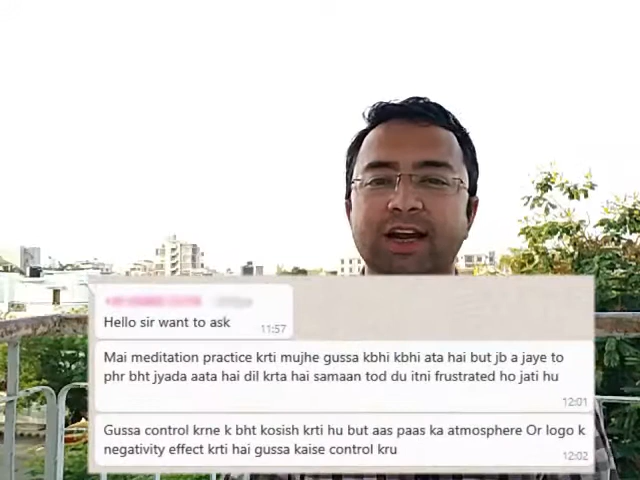 Hello sir want to ask
11:57
Mai meditation practice krti mujhe gussa kbhi kbhi ata hai but jb a jaye to
phr bht jyada aata hai dil krta hai samaan tod du itni frustrated ho jati hu
12:01
Gussa control krne k bht kosish krti hu but aas paas ka atmosphere Or logo k
negativity effect krti hai gussa kaise control kru
12:02